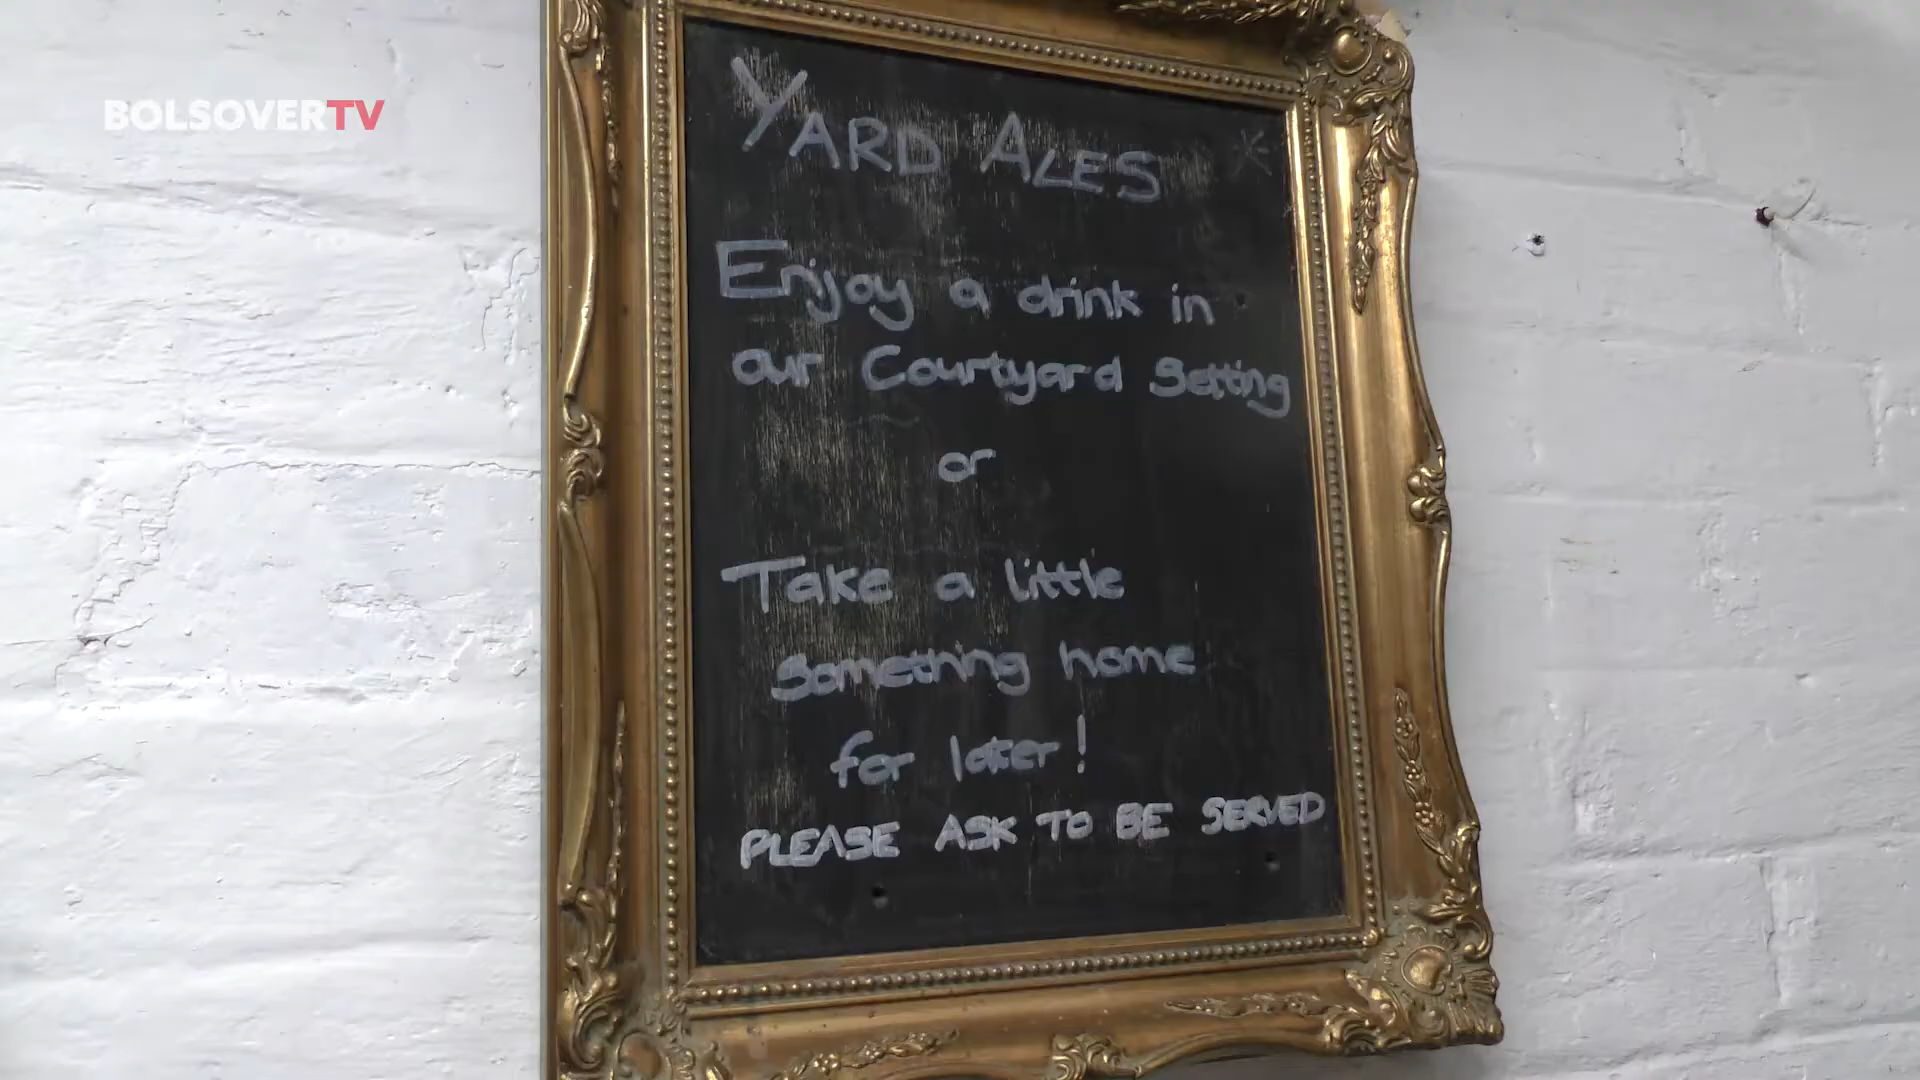 BOLSOVERTV
YARD ALES
Enjoy a drink in
our Courtyard setting
or
Take a little
something home
for later!
PLEASE ASK TO BE SERVED